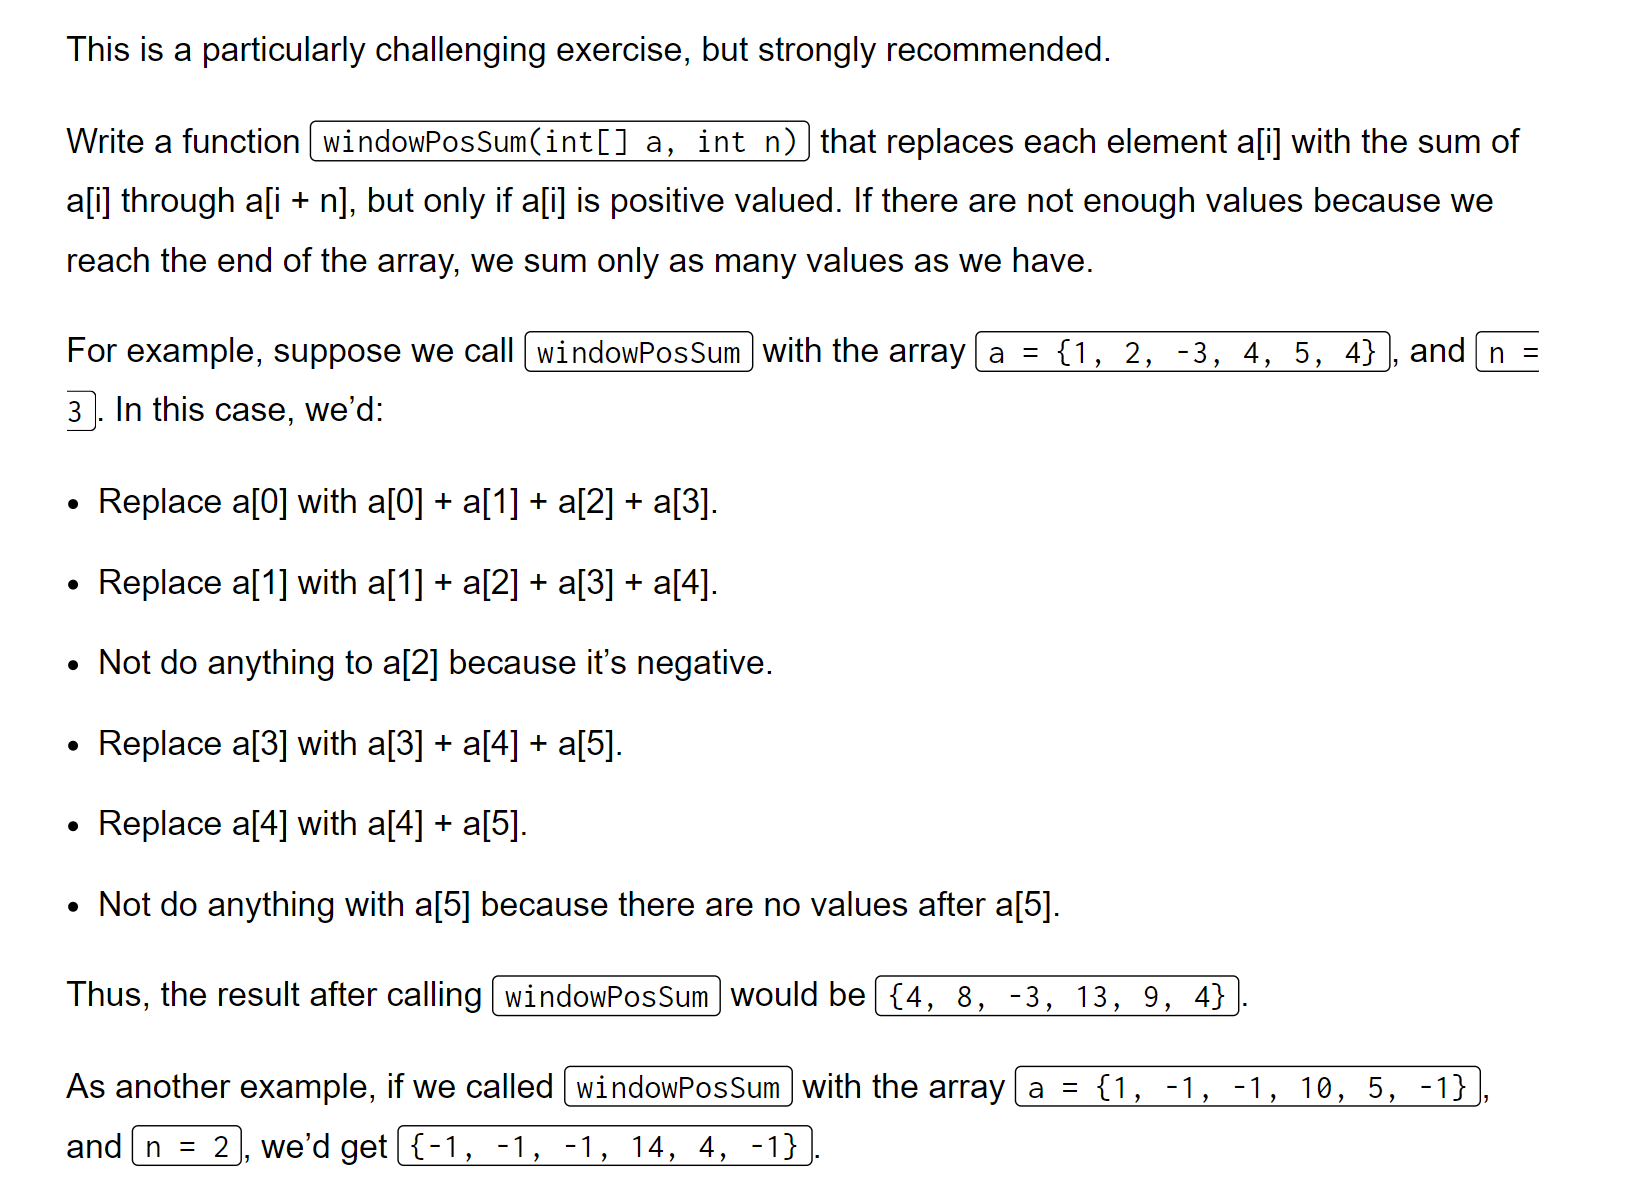 This is a particularly challenging exercise, but strongly recommended.
Write a function windowPosSum(int[] a, int n) that replaces each element a[i] with the sum of
a[i] through a[i + n], but only if a[i] is positive valued. If there are not enough values because we
reach the end of the array, we sum only as many values as we have.
For example, suppose we call windowPosSum with the array a = {1, 2, -3, 4, 5, 4}, and n =
3. In this case, we’d:
• Replace a[0] with a[0] + a[1] + a[2] + a[3].
• Replace a[1] with a[1] + a[2] + a[3] + a[4].
• Not do anything to a[2] because it’s negative.
• Replace a[3] with a[3] + a[4] + a[5].
• Replace a[4] with a[4] + a[5].
• Not do anything with a[5] because there are no values after a[5].
Thus, the result after calling windowPosSum would be {4, 8, -3, 13, 9, 4}.
As another example, if we called windowPosSum with the array a = {1, -1, -1, 10, 5, -1},
and n = 2, we’d get {-1, -1, -1, 14, 4, -1}.